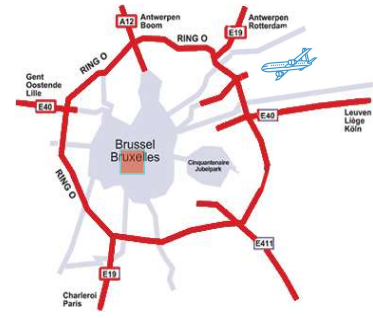 A12
Antwerpen
Boom
Antwerpen
Rotterdam
E19
RING O
RING O
Gent
Oostende
Lille
E40
E40
Leuven
Liège
Köln
Brussel
Bruxelles
Cinquantenaire
Jubelpark
RING O
E411
E19
Charleroi
Paris